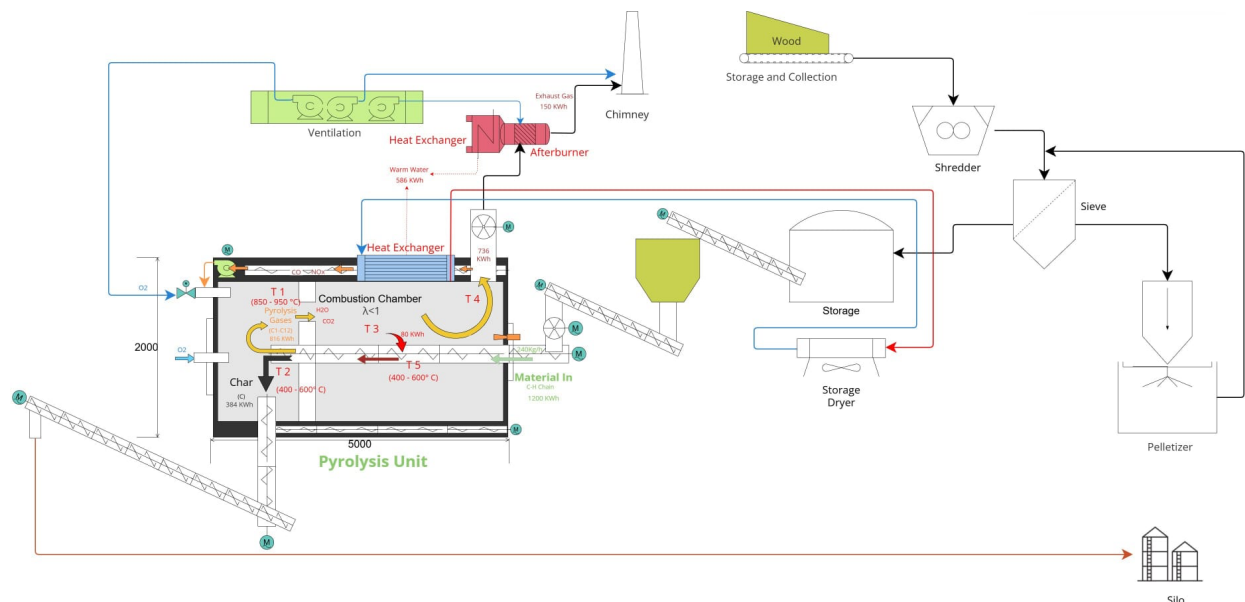 Wood
Storage and Collection
Chimney
Exhaust Gas
150 KWh
Ventilation
Heat Exchanger
Afterburner
Shredder
Warm Water
586 KWh
Sieve
M
M
M
Heat Exchanger
736
KWh
CO
NOx
O2
T 1
(850 - 950 °C)
Pyrolysis
Gases
(C1-C12)
816 KWh
H2O
CO2
Combustion Chamber
λ<1
T 4
T 3
80 KWh
Storage
M
2000
O2
240Kg/h
M
T 2
(400 - 600° C)
T 5
(400 - 600° C)
Material In
C-H Chain
1200 KWh
Char
(C)
384 KWh
Storage
Dryer
M
M
5000
Pyrolysis Unit
Pelletizer
M
Silo